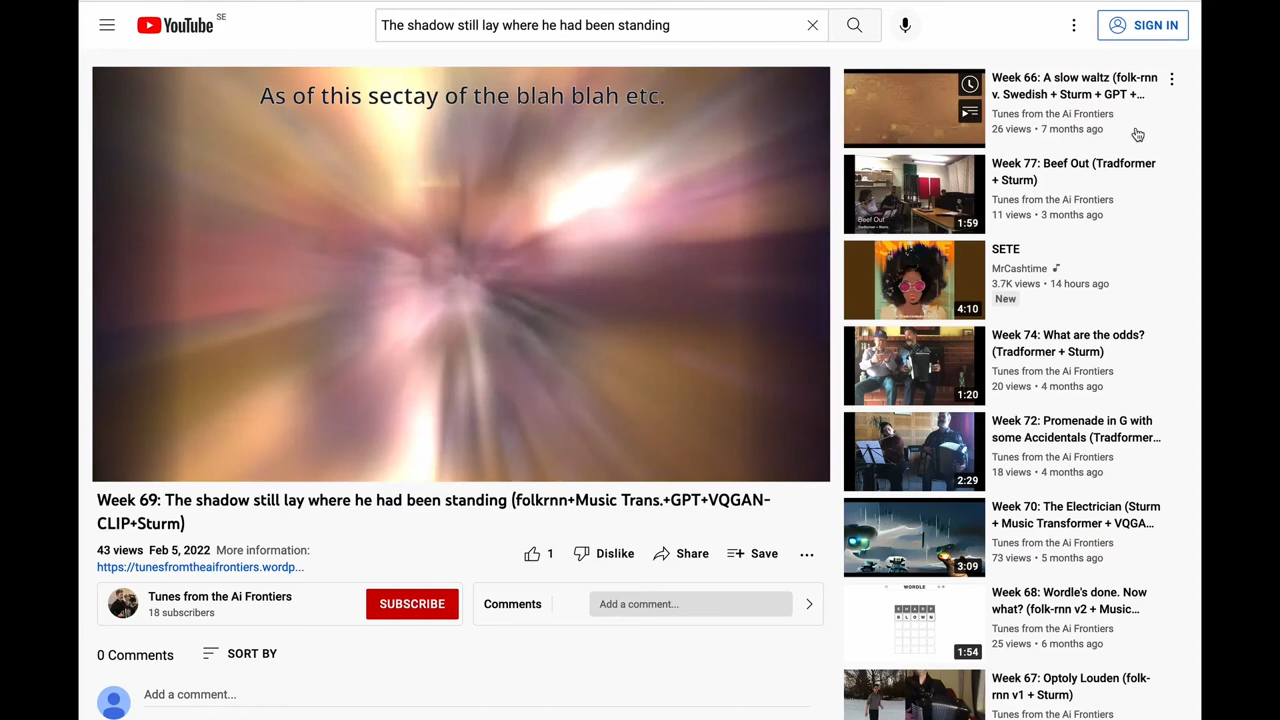 YouTube SE
The shadow still lay where he had been standing
SIGN IN
As of this sectay of the blah blah etc.
Week 69: The shadow still lay where he had been standing (folkrnn+Music Trans.+GPT+VQGAN-
CLIP+Sturm)
43 views Feb 5, 2022 More information:
https://tunesfromtheaifrontiers.wordp...
1 Dislike Share Save
Tunes from the Ai Frontiers
18 subscribers
SUBSCRIBE
Comments
Add a comment...
0 Comments
SORT BY
Add a comment...
Week 66: A slow waltz (folk-rnn
v. Swedish + Sturm + GPT +...
Tunes from the Ai Frontiers
26 views • 7 months ago
Beef Out
Tradformer + Sturm
1:59
Week 77: Beef Out (Tradformer
+ Sturm)
Tunes from the Ai Frontiers
11 views • 3 months ago
4:10
SETE
MrCashtime
3.7K views • 14 hours ago
New
1:20
Week 74: What are the odds?
(Tradformer + Sturm)
Tunes from the Ai Frontiers
20 views • 4 months ago
2:29
Week 72: Promenade in G with
some Accidentals (Tradformer...
Tunes from the Ai Frontiers
18 views • 4 months ago
3:09
Week 70: The Electrician (Sturm
+ Music Transformer + VQGA...
Tunes from the Ai Frontiers
73 views • 5 months ago
WORDLE
1:54
Week 68: Wordle's done. Now
what? (folk-rnn v2 + Music...
Tunes from the Ai Frontiers
25 views • 6 months ago
Week 67: Optoly Louden (folk-
rnn v1 + Sturm)
Tunes from the Ai Frontiers